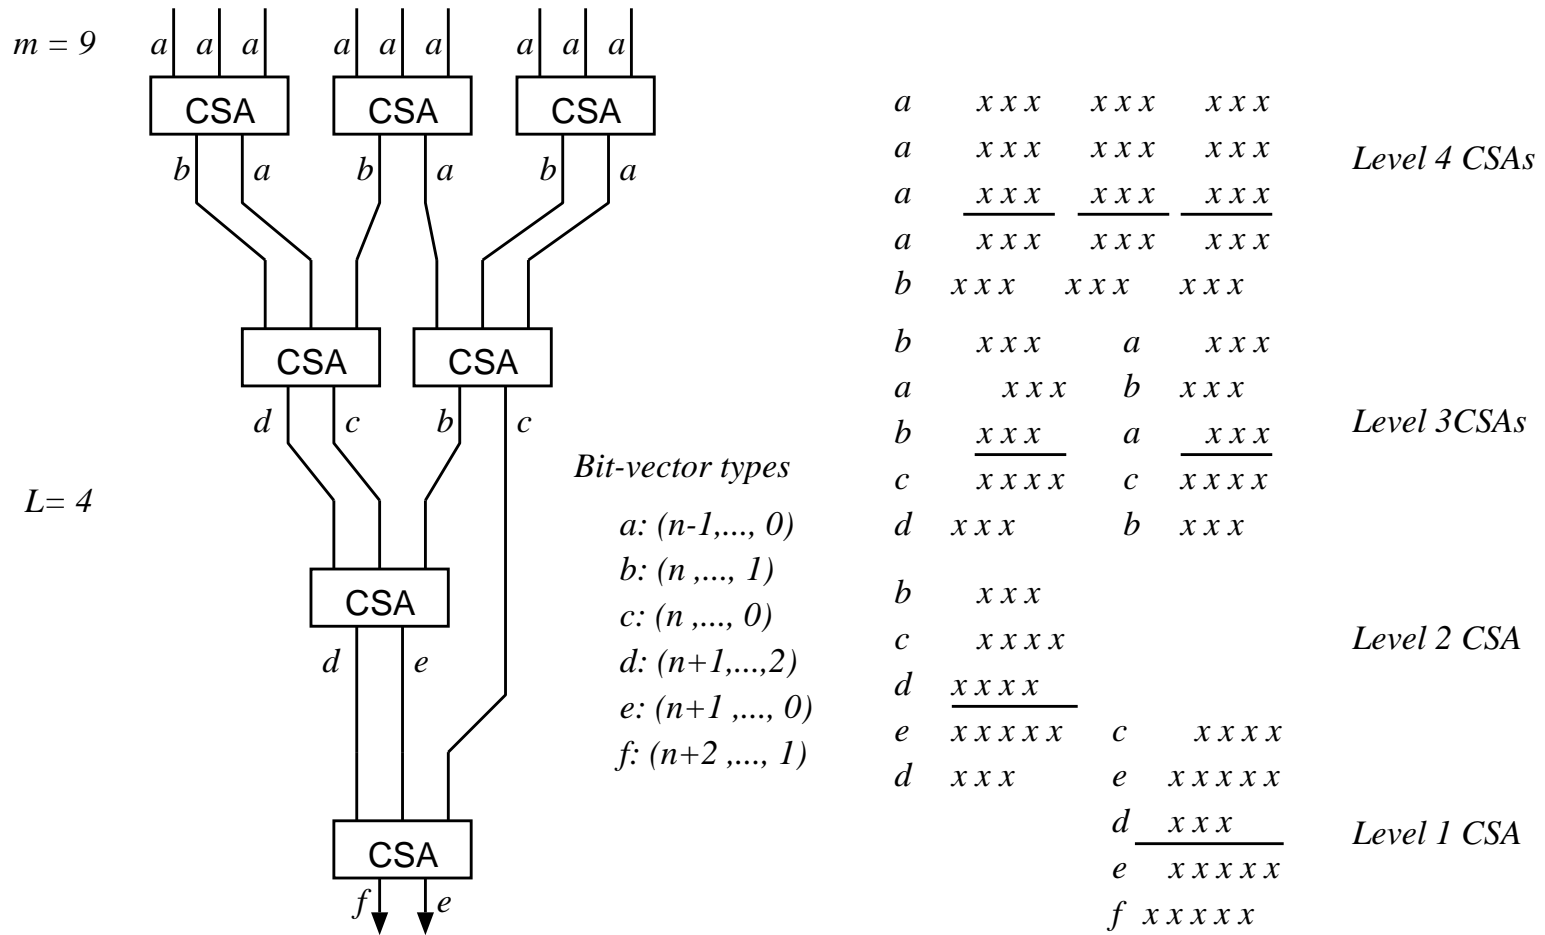 m = 9
a a a a a a a a a
CSA CSA CSA
b a b a b a
CSA CSA
d c b c
L= 4
CSA
d e
CSA
f e
Bit-vector types
a: (n-1,..., 0)
b: (n ,..., 1)
c: (n ,..., 0)
d: (n+1,...,2)
e: (n+1 ,..., 0)
f: (n+2 ,..., 1)
a x x x x x x x x x
a x x x x x x x x x
a x x x x x x x x x
a x x x x x x x x x
b x x x x x x x x x
Level 4 CSAs
b x x x a x x x
a x x x b x x x
b x x x a x x x
c x x x x c x x x x
d x x x b x x x
Level 3CSAs
b x x x
c x x x x
d x x x x
Level 2 CSA
e x x x x x c x x x x
d x x x e x x x x x
d x x x
e x x x x x
f x x x x x
Level 1 CSA